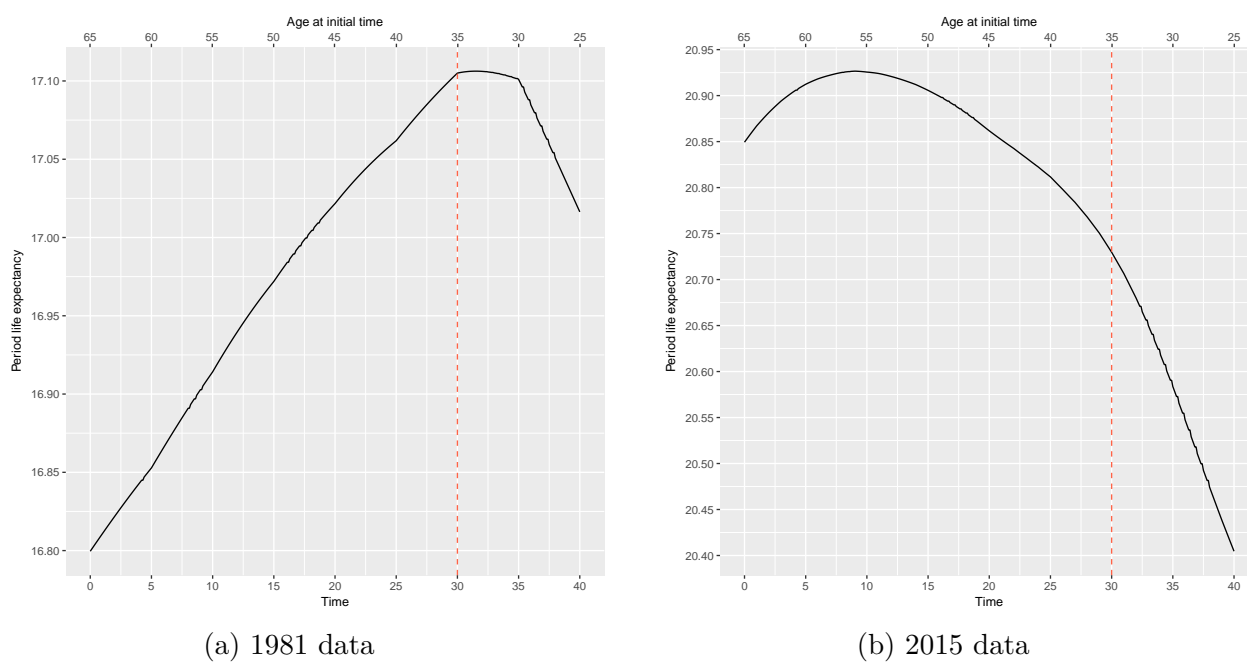 Age at initial time
65 60 55 50 45 40 35 30 25
17.10
17.05
17.00
16.95
16.90
16.85
16.80
Period life expectancy
0 5 10 15 20 25 30 35 40
Time
(a) 1981 data
Age at initial time
65 60 55 50 45 40 35 30 25
20.95
20.90
20.85
20.80
20.75
20.70
20.65
20.60
20.55
20.50
20.45
20.40
Period life expectancy
0 5 10 15 20 25 30 35 40
Time
(b) 2015 data